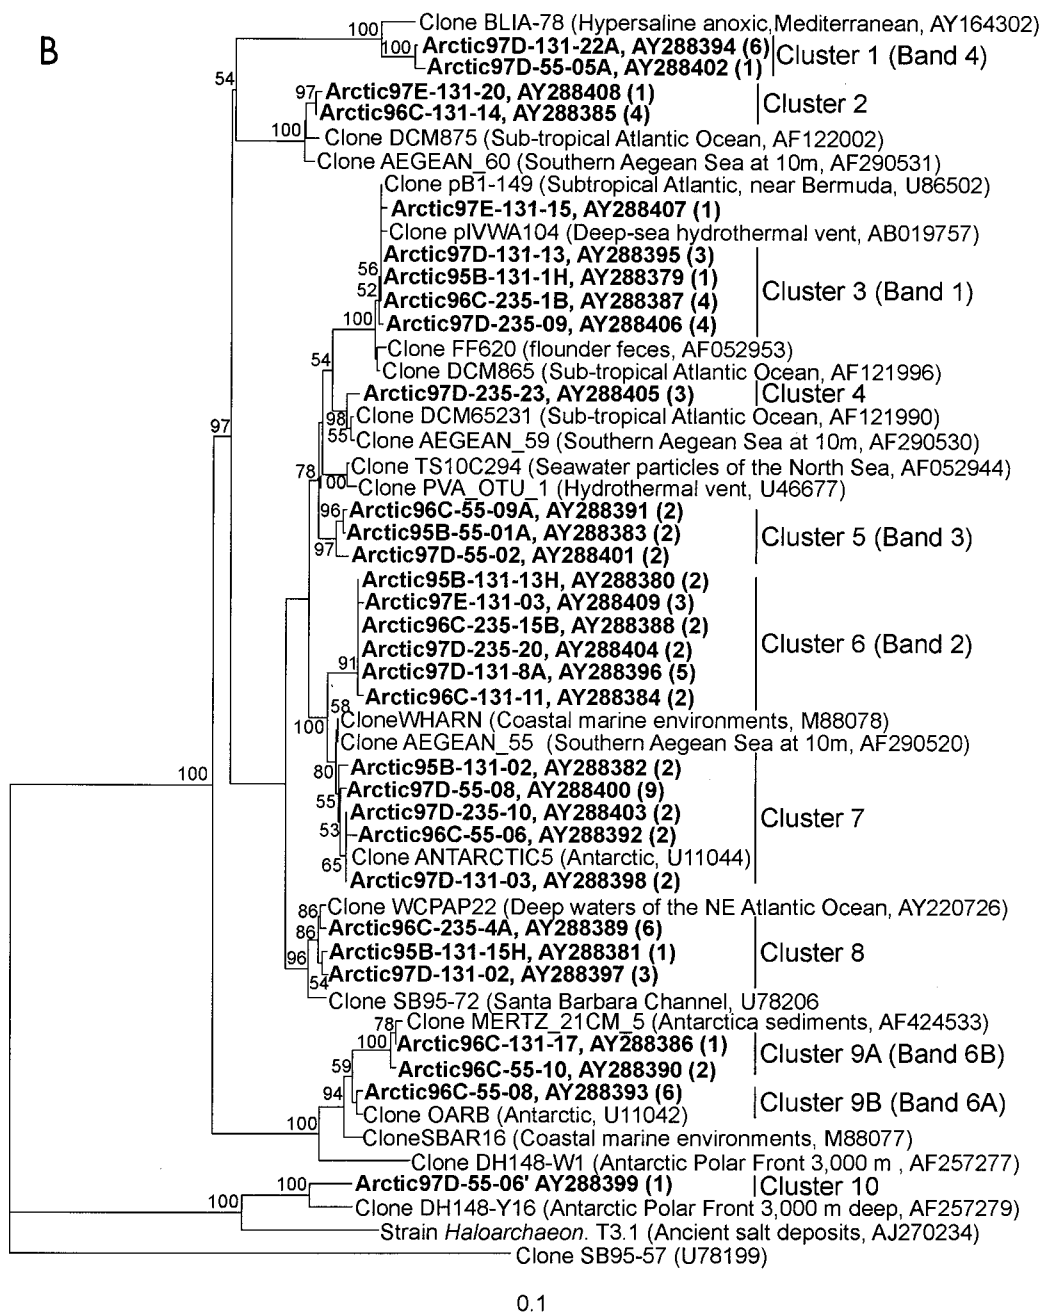 B
Clone BLIA-78 (Hypersaline anoxic, Mediterranean, AY164302)
100
100
Arctic97D-131-22A, AY288394 (6)
Cluster 1 (Band 4)
Arctic97D-55-05A, AY288402 (1)
54
97
Arctic97E-131-20, AY288408 (1)
Cluster 2
Arctic96C-131-14, AY288385 (4)
100
Clone DCM875 (Sub-tropical Atlantic Ocean, AF122002)
Clone AEGEAN_60 (Southern Aegean Sea at 10m, AF290531)
Clone pB1-149 (Subtropical Atlantic, near Bermuda, U86502)
Arctic97E-131-15, AY288407 (1)
Clone pIVWA104 (Deep-sea hydrothermal vent, AB019757)
Arctic97D-131-13, AY288395 (3)
56
Arctic95B-131-1H, AY288379 (1)
Cluster 3 (Band 1)
52
Arctic96C-235-1B, AY288387 (4)
100
Arctic97D-235-09, AY288406 (4)
Clone FF620 (flounder feces, AF052953)
54
Clone DCM865 (Sub-tropical Atlantic Ocean, AF121996)
Arctic97D-235-23, AY288405 (3)
Cluster 4
98
Clone DCM65231 (Sub-tropical Atlantic Ocean, AF121990)
97
55
Clone AEGEAN_59 (Southern Aegean Sea at 10m, AF290530)
78
Clone TS10C294 (Seawater particles of the North Sea, AF052944)
100
Clone PVA_OTU_1 (Hydrothermal vent, U46677)
96
Arctic96C-55-09A, AY288391 (2)
Arctic95B-55-01A, AY288383 (2)
Cluster 5 (Band 3)
97
Arctic97D-55-02, AY288401 (2)
Arctic95B-131-13H, AY288380 (2)
Arctic97E-131-03, AY288409 (3)
Arctic96C-235-15B, AY288388 (2)
Cluster 6 (Band 2)
Arctic97D-235-20, AY288404 (2)
91
Arctic97D-131-8A, AY288396 (5)
Arctic96C-131-11, AY288384 (2)
58
CloneWHARN (Coastal marine environments, M88078)
100
Clone AEGEAN_55 (Southern Aegean Sea at 10m, AF290520)
80
Arctic95B-131-02, AY288382 (2)
100
Arctic97D-55-08, AY288400 (9)
55
Arctic97D-235-10, AY288403 (2)
Cluster 7
53
Arctic96C-55-06, AY288392 (2)
65
Clone ANTARCTIC5 (Antarctic, U11044)
Arctic97D-131-03, AY288398 (2)
86
Clone WCPAP22 (Deep waters of the NE Atlantic Ocean, AY220726)
86
Arctic96C-235-4A, AY288389 (6)
96
Arctic95B-131-15H, AY288381 (1)
Cluster 8
54
Arctic97D-131-02, AY288397 (3)
Clone SB95-72 (Santa Barbara Channel, U78206
78
Clone MERTZ_21CM_5 (Antarctica sediments, AF424533)
100
Arctic96C-131-17, AY288386 (1)
Cluster 9A (Band 6B)
59
Arctic96C-55-10, AY288390 (2)
94
Arctic96C-55-08, AY288393 (6)
Cluster 9B (Band 6A)
Clone OARB (Antarctic, U11042)
100
CloneSBAR16 (Coastal marine environments, M88077)
Clone DH148-W1 (Antarctic Polar Front 3,000 m , AF257277)
100
Arctic97D-55-06' AY288399 (1)
Cluster 10
100
Clone DH148-Y16 (Antarctic Polar Front 3,000 m deep, AF257279)
Strain Haloarchaeon. T3.1 (Ancient salt deposits, AJ270234)
Clone SB95-57 (U78199)
0.1